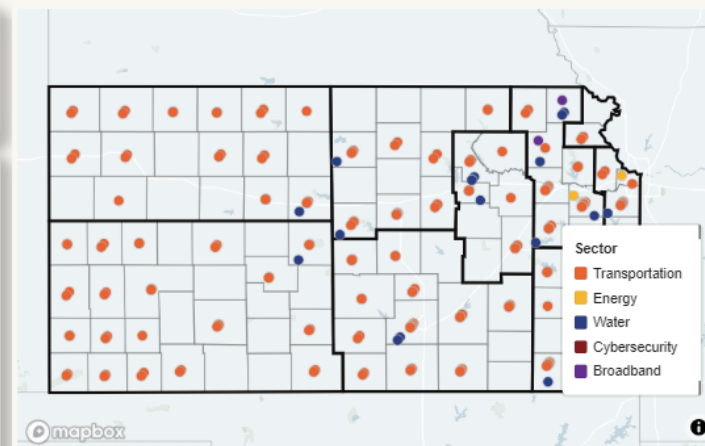 Sector
Transportation
Energy
Water
Cybersecurity
Broadband
mapbox
i